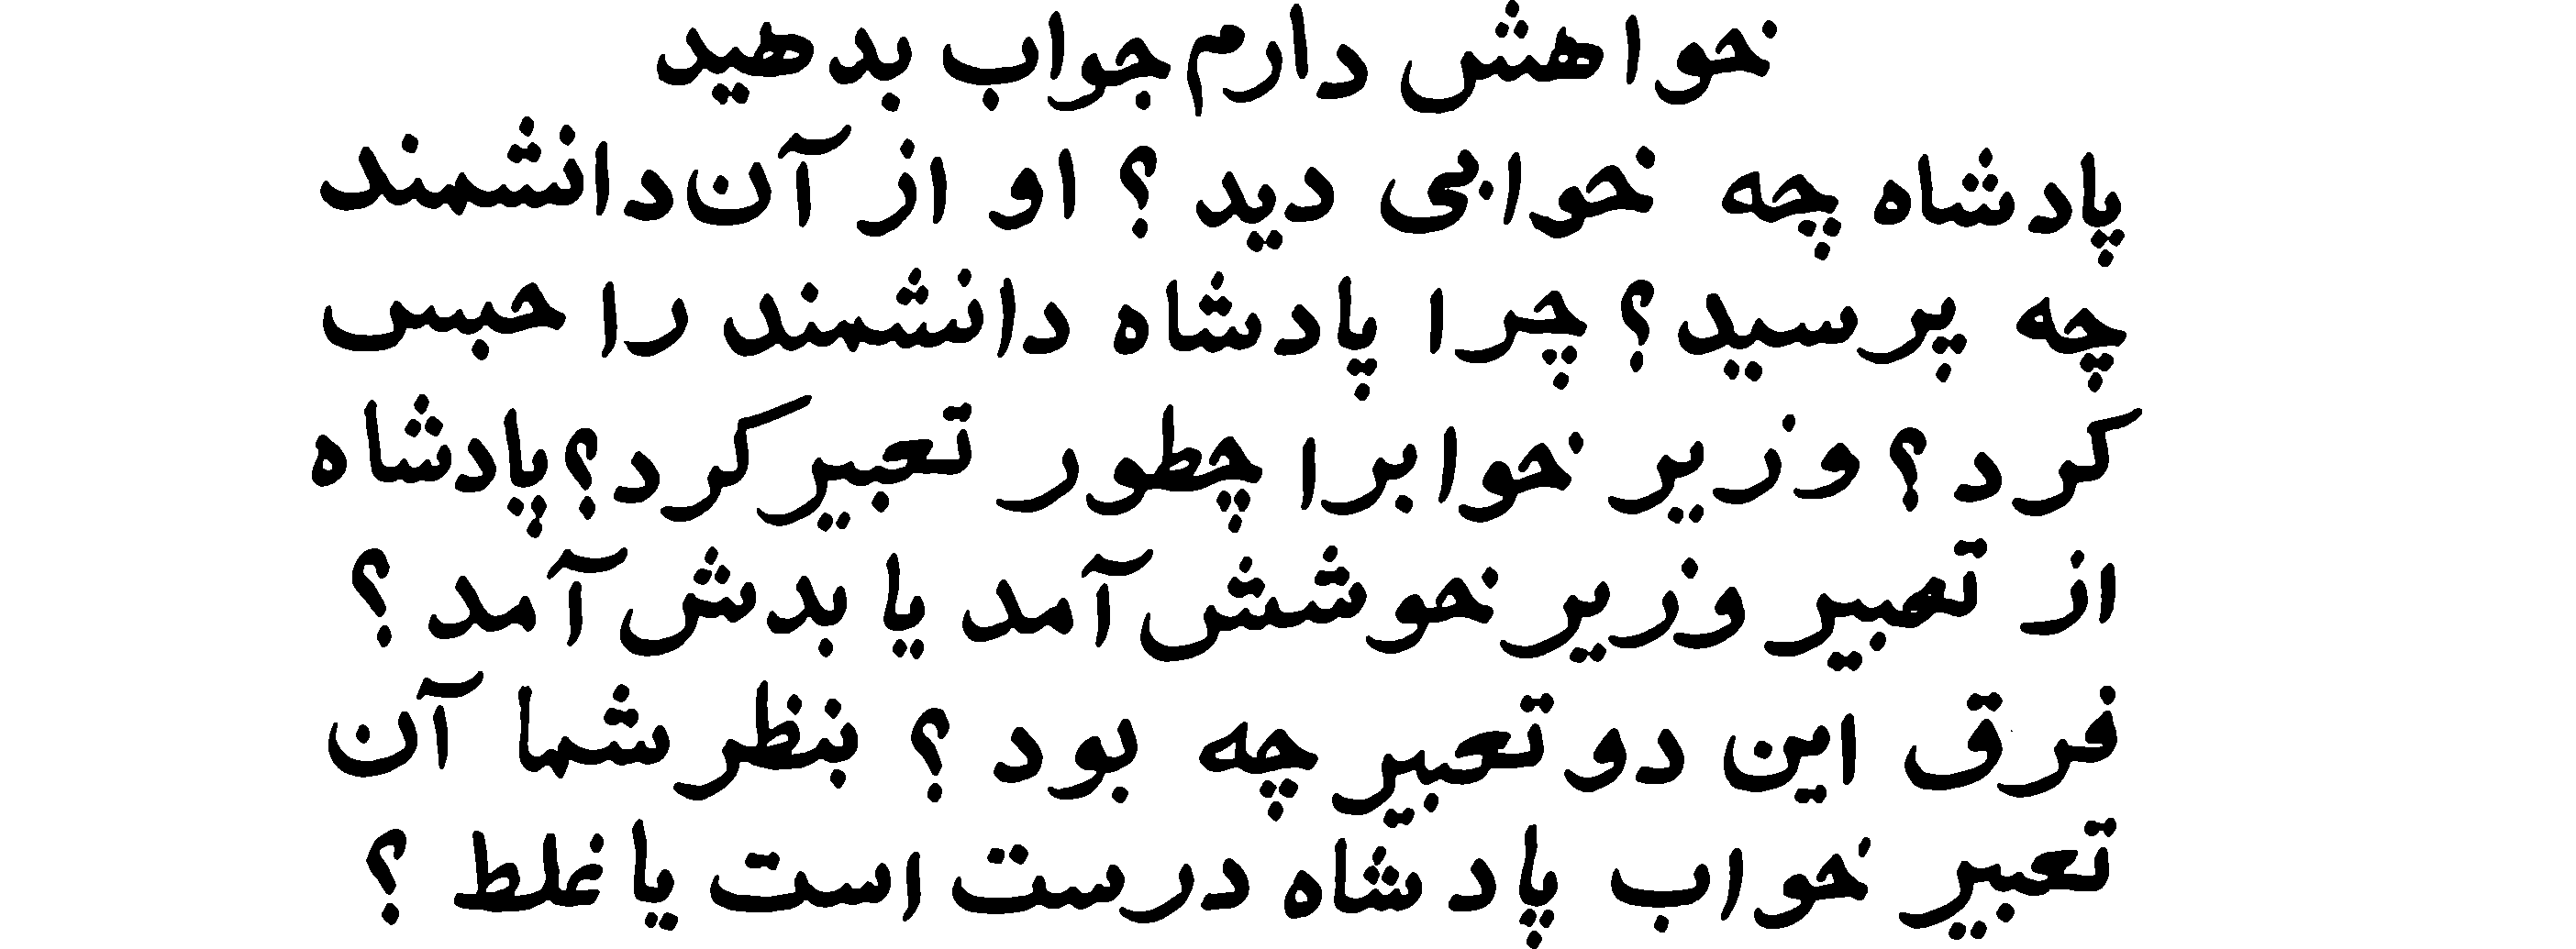 خواهش دارم جواب بدهید
پادشاه چه خوابی دید ؟ او از آن دانشمند
چه پرسید؟ چرا پادشاه دانشمند را حبس
کرد ؟ وزیر خوابرا چطور تعبیر کرد؟ پادشاه
از تعبیر وزیر خوشش آمد یا بدش آمد ؟
فرق این دو تعبیر چه بود ؟ بنظر شما آن
تعبیر خواب پادشاه درست است یا غلط ؟